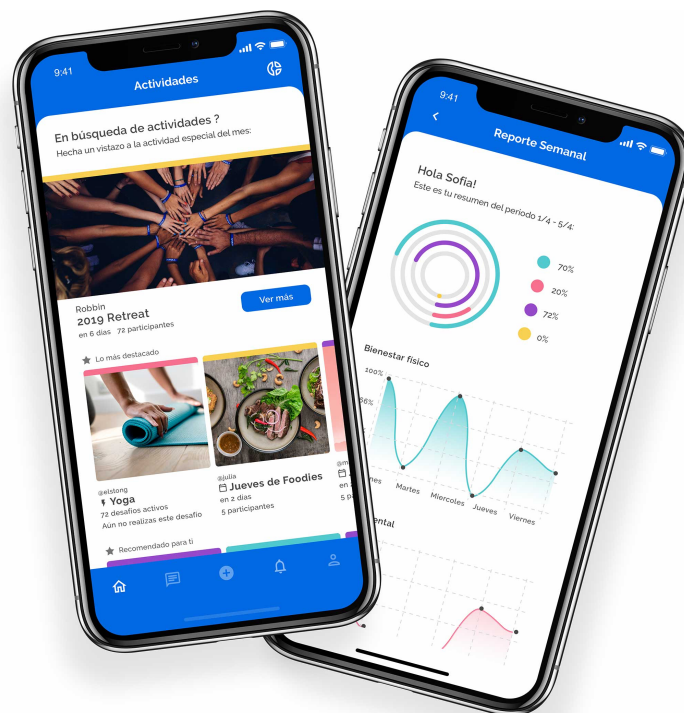 9:41
Actividades
En búsqueda de actividades ?
Hecha un vistazo a la actividad especial del mes:
Robbin
2019 Retreat
en 6 días 72 participantes
Ver más
Lo más destacado
@elstong
Yoga
72 desafíos activos
Aún no realizas este desafío
@julia
Jueves de Foodies
en 2 días
5 participantes
Recomendado para ti
9:41
Reporte Semanal
Hola Sofia!
Este es tu resumen del periodo 1/4 - 5/4:
70%
20%
72%
0%
Bienestar físico
100%
66%
Martes
Miercoles
Jueves
Viernes